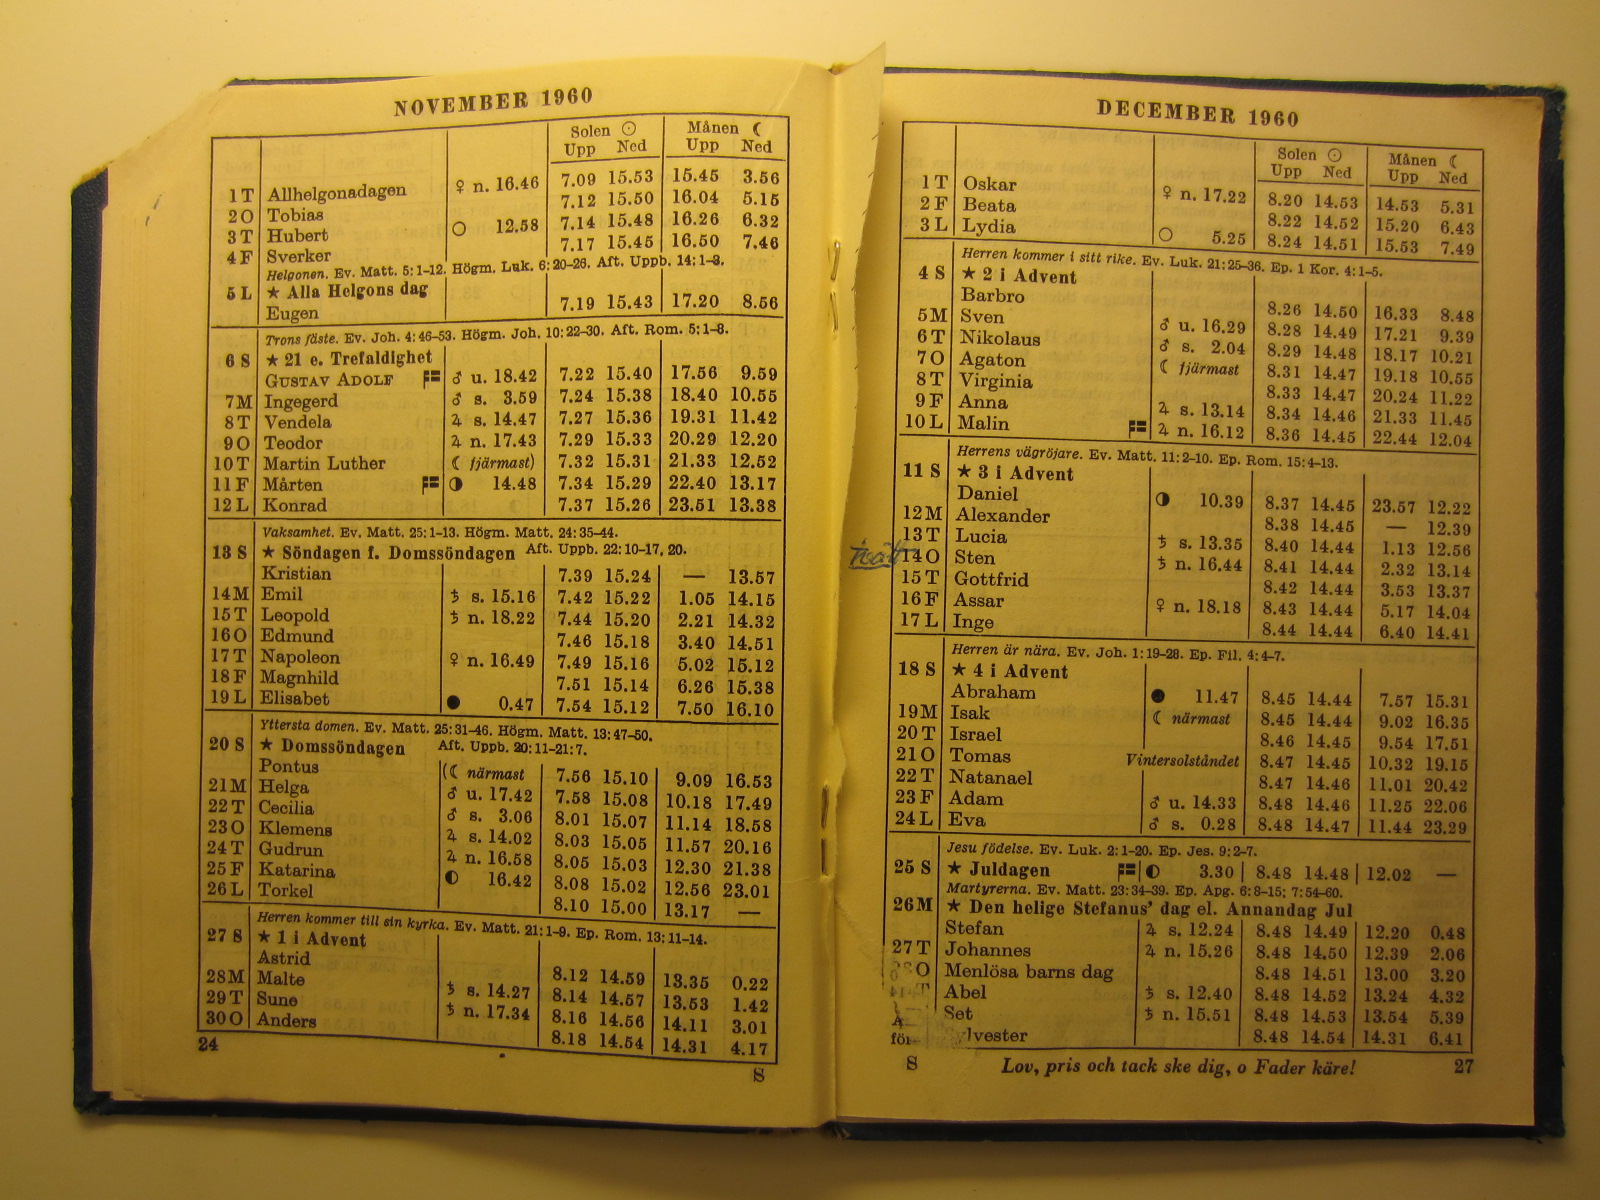 NOVEMBER 1960
Solen ☉ Månen ☾
Upp Ned Upp Ned
1 T Allhelgonadagen ♀ n. 16.46 7.09 15.53 15.45 3.56
2 O Tobias 7.12 15.50 16.04 5.15
3 T Hubert ○ 12.58 7.14 15.48 16.26 6.32
4 F Sverker 7.17 15.45 16.50 7.46
Helgonen. Ev. Matt. 5:1-12. Högm. Luk. 6:20-26. Aft. Uppb. 14:1-3.
5 L ★ Alla Helgons dag
Eugen 7.19 15.43 17.20 8.56
Trons fäste. Ev. Joh. 4:46-53. Högm. Joh. 10:22-30. Aft. Rom. 5:1-8.
6 S ★ 21 e. Trefaldighet
GUSTAV ADOLF ♂ u. 18.42 7.22 15.40 17.56 9.59
7 M Ingegerd ♂ s. 3.59 7.24 15.38 18.40 10.55
8 T Vendela ♃ s. 14.47 7.27 15.36 19.31 11.42
9 O Teodor ♃ n. 17.43 7.29 15.33 20.29 12.20
10 T Martin Luther ☾ fjärmast) 7.32 15.31 21.33 12.52
11 F Mårten ◑ 14.48 7.34 15.29 22.40 13.17
12 L Konrad 7.37 15.26 23.51 13.38
Vaksamhet. Ev. Matt. 25:1-13. Högm. Matt. 24:35-44.
13 S ★ Söndagen f. Domssöndagen Aft. Uppb. 22:10-17, 20.
Kristian 7.39 15.24 — 13.57
14 M Emil ♄ s. 15.16 7.42 15.22 1.05 14.15
15 T Leopold ♄ n. 18.22 7.44 15.20 2.21 14.32
16 O Edmund 7.46 15.18 3.40 14.51
17 T Napoleon ♀ n. 16.49 7.49 15.16 5.02 15.12
18 F Magnhild 7.51 15.14 6.26 15.38
19 L Elisabet ● 0.47 7.54 15.12 7.50 16.10
Yttersta domen. Ev. Matt. 25:31-46. Högm. Matt. 13:47-50.
20 S ★ Domssöndagen Aft. Uppb. 20:11-21:7.
Pontus (☾ närmast 7.56 15.10 9.09 16.53
21 M Helga ♂ u. 17.42 7.58 15.08 10.18 17.49
22 T Cecilia ♂ s. 3.06 8.01 15.07 11.14 18.58
23 O Klemens ♃ s. 14.02 8.03 15.05 11.57 20.16
24 T Gudrun ♃ n. 16.58 8.05 15.03 12.30 21.38
25 F Katarina ◐ 16.42 8.08 15.02 12.56 23.01
26 L Torkel 8.10 15.00 13.17 —
Herren kommer till sin kyrka. Ev. Matt. 21:1-9. Ep. Rom. 13:11-14.
27 S ★ 1 i Advent
Astrid 8.12 14.59 13.35 0.22
28 M Malte ♄ s. 14.27 8.14 14.57 13.53 1.42
29 T Sune ♄ n. 17.34 8.16 14.56 14.11 3.01
30 O Anders 8.18 14.54 14.31 4.17
24
S
DECEMBER 1960
Solen ☉ Månen ☾
Upp Ned Upp Ned
1 T Oskar ♀ n. 17.22 8.20 14.53 14.53 5.31
2 F Beata 8.22 14.52 15.20 6.43
3 L Lydia ○ 5.25 8.24 14.51 15.53 7.49
Herren kommer i sitt rike. Ev. Luk. 21:25-36. Ep. 1 Kor. 4:1-5.
4 S ★ 2 i Advent
Barbro 8.26 14.50 16.33 8.48
5 M Sven ♂ u. 16.29 8.28 14.49 17.21 9.39
6 T Nikolaus ♂ s. 2.04 8.29 14.48 18.17 10.21
7 O Agaton ☾ fjärmast 8.31 14.47 19.18 10.55
8 T Virginia 8.33 14.47 20.24 11.22
9 F Anna ♃ s. 13.14 8.34 14.46 21.33 11.45
10 L Malin ♃ n. 16.12 8.36 14.45 22.44 12.04
Herrens vägröjare. Ev. Matt. 11:2-10. Ep. Rom. 15:4-13.
11 S ★ 3 i Advent
Daniel ◑ 10.39 8.37 14.45 23.57 12.22
12 M Alexander 8.38 14.45 — 12.39
13 T Lucia ♄ s. 13.35 8.40 14.44 1.13 12.56
14 O Sten ♄ n. 16.44 8.41 14.44 2.32 13.14
15 T Gottfrid 8.42 14.44 3.53 13.37
16 F Assar ♀ n. 18.18 8.43 14.44 5.17 14.04
17 L Inge 8.44 14.44 6.40 14.41
Herren är nära. Ev. Joh. 1:19-28. Ep. Fil. 4:4-7.
18 S ★ 4 i Advent
Abraham ● 11.47 8.45 14.44 7.57 15.31
19 M Isak ☾ närmast 8.45 14.44 9.02 16.35
20 T Israel 8.46 14.45 9.54 17.51
21 O Tomas Vintersolståndet 8.47 14.45 10.32 19.15
22 T Natanael 8.47 14.46 11.01 20.42
23 F Adam ♂ u. 14.33 8.48 14.46 11.25 22.06
24 L Eva ♂ s. 0.28 8.48 14.47 11.44 23.29
Jesu födelse. Ev. Luk. 2:1-20. Ep. Jes. 9:2-7.
25 S ★ Juldagen ◐ 3.30 8.48 14.48 12.02 —
Martyrerna. Ev. Matt. 23:34-39. Ep. Apg. 6:8-15; 7:54-60.
26 M ★ Den helige Stefanus' dag el. Annandag Jul
Stefan ♃ s. 12.24 8.48 14.49 12.20 0.48
27 T Johannes ♃ n. 15.26 8.48 14.50 12.39 2.06
O Menlösa barns dag 8.48 14.51 13.00 3.20
T Abel ♄ s. 12.40 8.48 14.52 13.24 4.32
Set ♄ n. 15.51 8.48 14.53 13.54 5.39
ylvester 8.48 14.54 14.31 6.41
S Lov, pris och tack ske dig, o Fader käre! 27